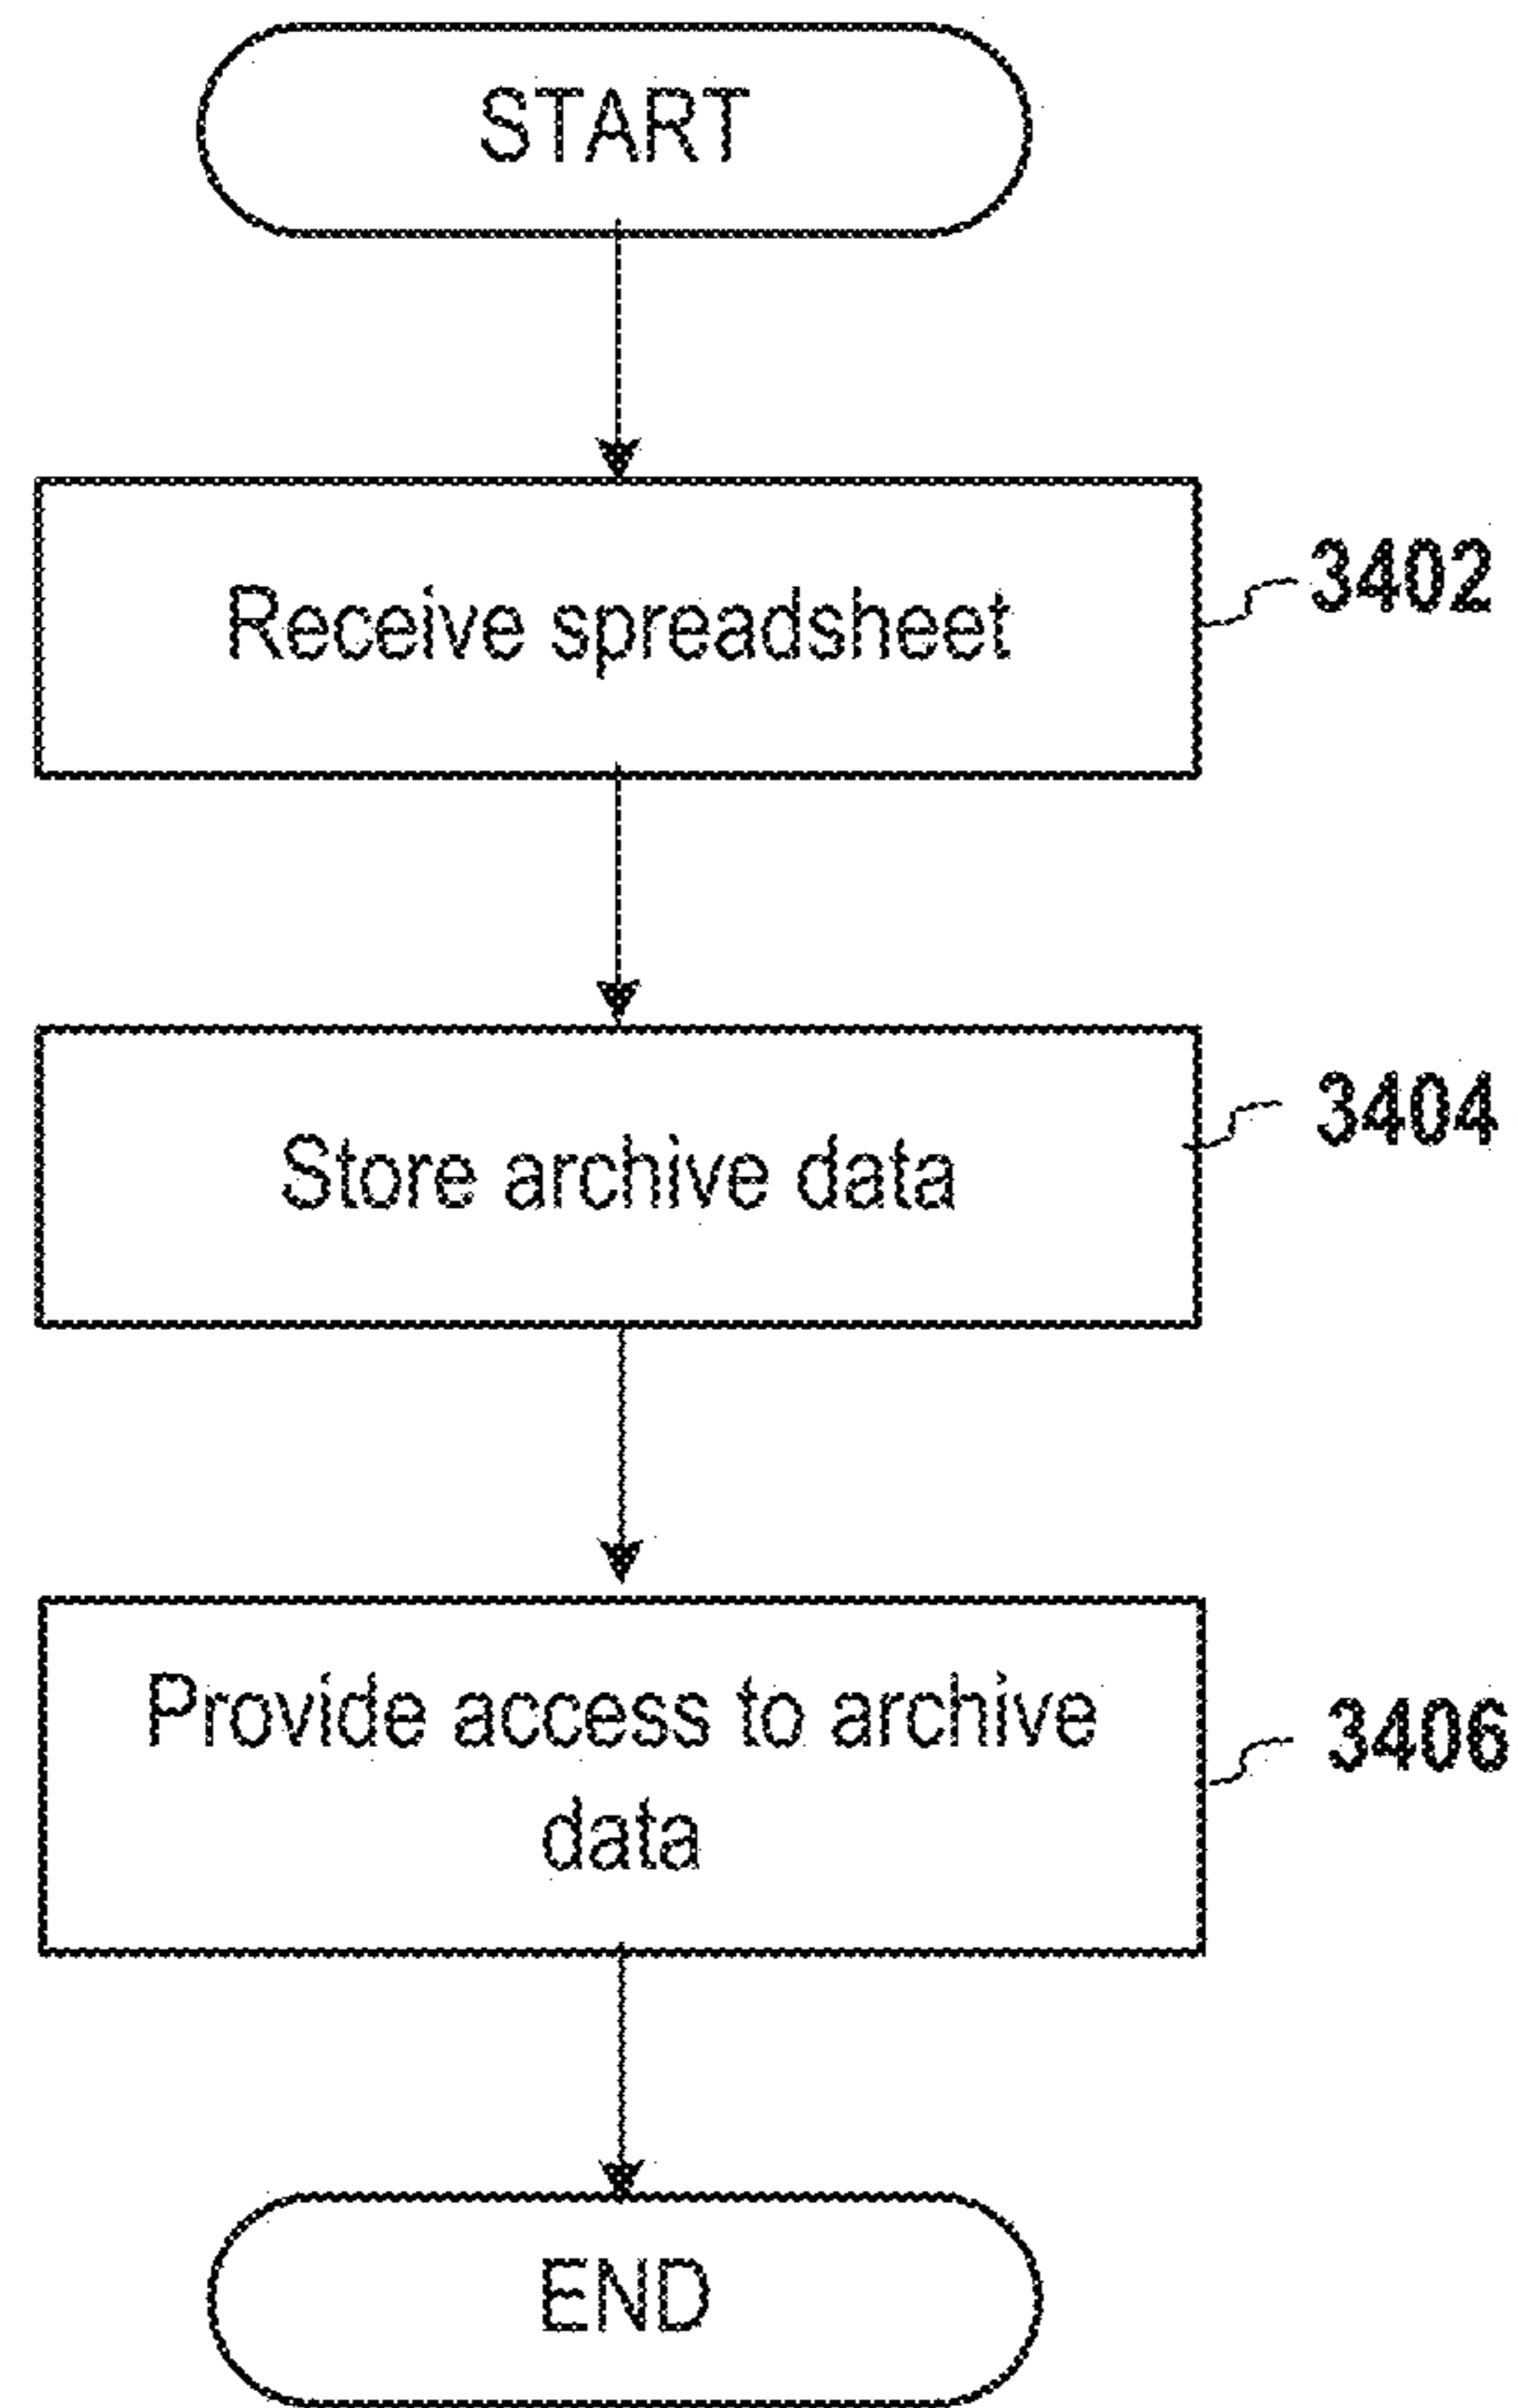 START
Receive spreadsheet
3402
Store archive data
3404
Provide access to archive
data
3406
END